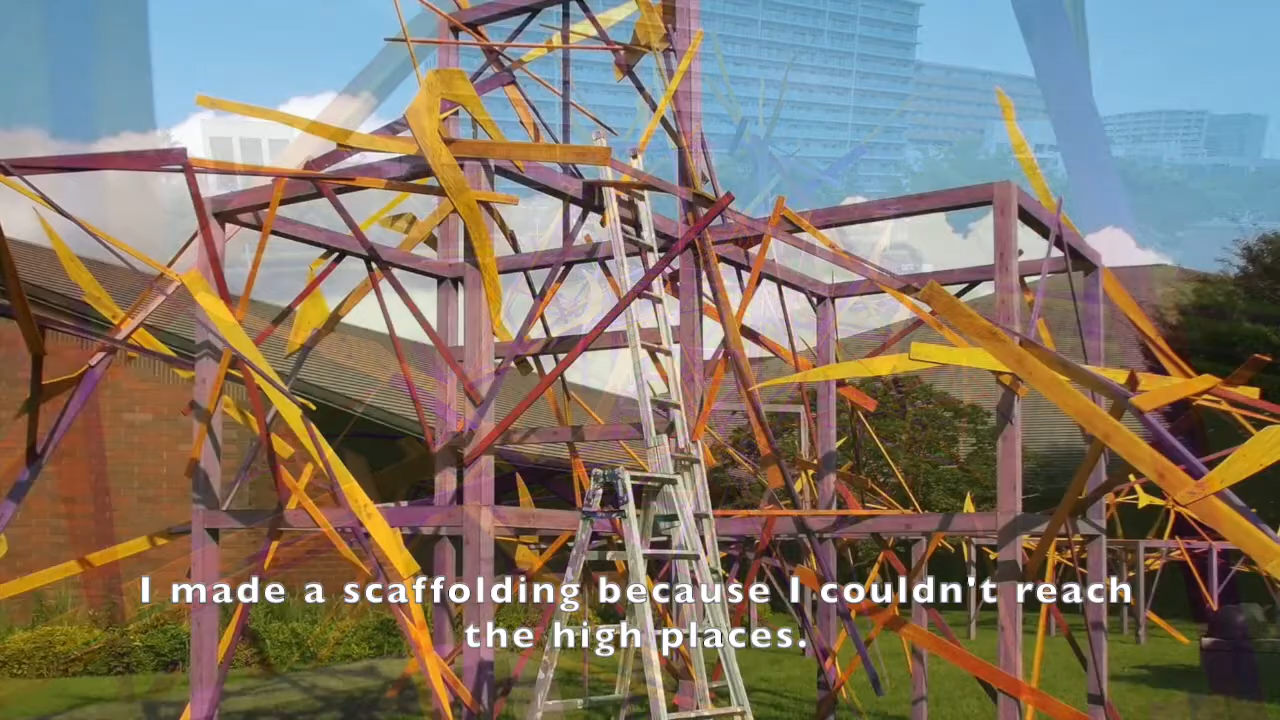 I made a scaffolding because I couldn't reach
the high places.